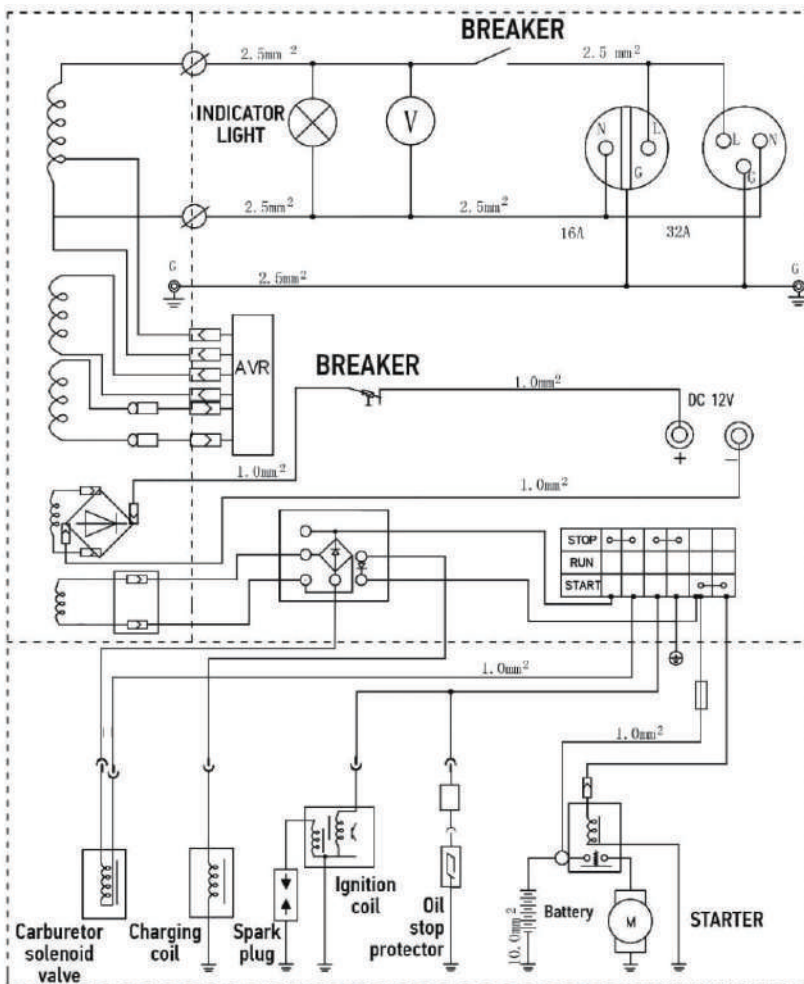 BREAKER
2.5mm²
2.5 mm²
INDICATOR
LIGHT
V
N
L
G
L
N
G
2.5mm²
2.5mm²
16A
32A
G
2.5mm²
G
AVR
BREAKER
1.0mm²
DC 12V
+
−
1.0mm²
1.0mm²
STOP
RUN
START
1.0mm²
1.0mm²
Ignition
coil
Oil
stop
protector
Battery
10.0mm²
M
STARTER
Carburetor
solenoid
valve
Charging
coil
Spark
plug